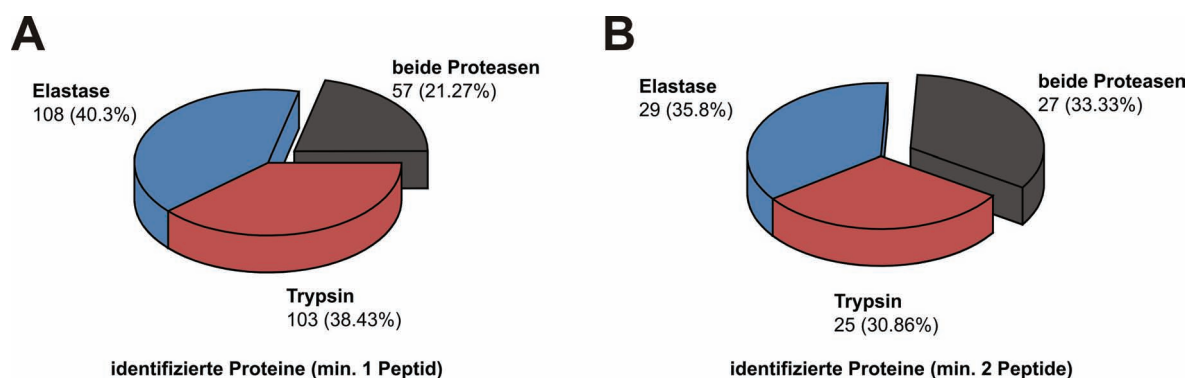 A
Elastase
108 (40.3%)
beide Proteasen
57 (21.27%)
Trypsin
103 (38.43%)
identifizierte Proteine (min. 1 Peptid)
B
Elastase
29 (35.8%)
beide Proteasen
27 (33.33%)
Trypsin
25 (30.86%)
identifizierte Proteine (min. 2 Peptide)